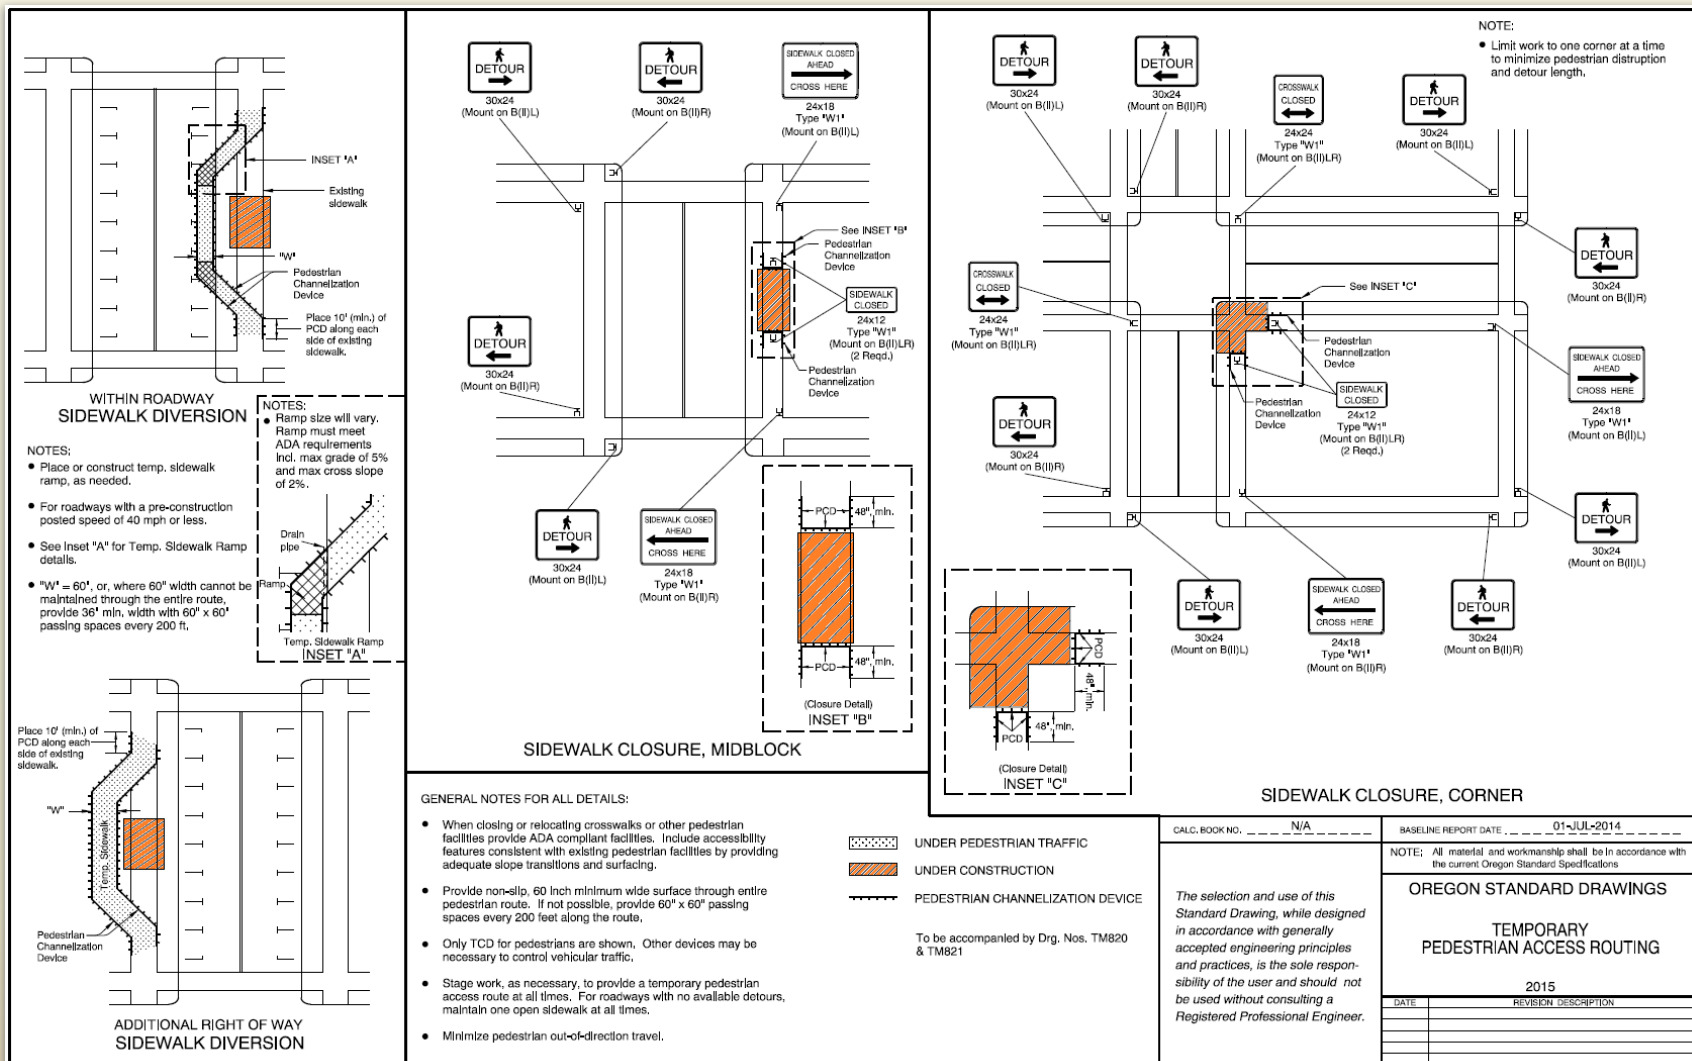 INSET "A"
Existing
sidewalk
"W"
Pedestrian
Channelization
Device
Place 10' (min.) of
PCD along each
side of existing
sidewalk.
WITHIN ROADWAY
SIDEWALK DIVERSION
NOTES:
• Place or construct temp. sidewalk
ramp, as needed.
• For roadways with a pre-construction
posted speed of 40 mph or less.
• See Inset "A" for Temp. Sidewalk Ramp
details.
• "W" = 60", or, where 60" width cannot be
maintained through the entire route,
provide 36" min. width with 60" x 60"
passing spaces every 200 ft.
NOTES:
• Ramp size will vary.
Ramp must meet
ADA requirements
incl. max grade of 5%
and max cross slope
of 2%.
Drain
pipe
Ramp
Temp. Sidewalk Ramp
INSET "A"
Place 10' (min.) of
PCD along each
side of existing
sidewalk.
"W"
Temp. Sidewalk
Pedestrian
Channelization
Device
ADDITIONAL RIGHT OF WAY
SIDEWALK DIVERSION
DETOUR
30x24
(Mount on B(II)L)
DETOUR
30x24
(Mount on B(II)R)
SIDEWALK CLOSED
AHEAD
CROSS HERE
24x18
Type "W1"
(Mount on B(II)L)
See INSET "B"
Pedestrian
Channelization
Device
SIDEWALK
CLOSED
24x12
Type "W1"
(Mount on B(II)LR)
(2 Reqd.)
Pedestrian
Channelization
Device
DETOUR
30x24
(Mount on B(II)R)
DETOUR
30x24
(Mount on B(II)L)
SIDEWALK CLOSED
AHEAD
CROSS HERE
24x18
Type "W1"
(Mount on B(II)R)
PCD
48", min.
PCD
48", min.
(Closure Detail)
INSET "B"
SIDEWALK CLOSURE, MIDBLOCK
NOTE:
• Limit work to one corner at a time
to minimize pedestrian distruption
and detour length.
DETOUR
30x24
(Mount on B(II)L)
DETOUR
30x24
(Mount on B(II)R)
CROSSWALK
CLOSED
24x24
Type "W1"
(Mount on B(II)LR)
DETOUR
30x24
(Mount on B(II)L)
DETOUR
30x24
(Mount on B(II)R)
CROSSWALK
CLOSED
24x24
Type "W1"
(Mount on B(II)LR)
See INSET "C"
Pedestrian
Channelization
Device
SIDEWALK
CLOSED
24x12
Type "W1"
(Mount on B(II)LR)
(2 Reqd.)
Pedestrian
Channelization
Device
SIDEWALK CLOSED
AHEAD
CROSS HERE
24x18
Type "W1"
(Mount on B(II)L)
DETOUR
30x24
(Mount on B(II)R)
DETOUR
30x24
(Mount on B(II)L)
DETOUR
30x24
(Mount on B(II)L)
SIDEWALK CLOSED
AHEAD
CROSS HERE
24x18
Type "W1"
(Mount on B(II)R)
DETOUR
30x24
(Mount on B(II)R)
PCD
48", min.
48", min.
PCD
(Closure Detail)
INSET "C"
SIDEWALK CLOSURE, CORNER
GENERAL NOTES FOR ALL DETAILS:
• When closing or relocating crosswalks or other pedestrian
facilities provide ADA compliant facilities. Include accessibility
features consistent with existing pedestrian facilities by providing
adequate slope transitions and surfacing.
• Provide non-slip, 60 inch minimum wide surface through entire
pedestrian route. If not possible, provide 60" x 60" passing
spaces every 200 feet along the route.
• Only TCD for pedestrians are shown. Other devices may be
necessary to control vehicular traffic.
• Stage work, as necessary, to provide a temporary pedestrian
access route at all times. For roadways with no available detours,
maintain one open sidewalk at all times.
• Minimize pedestrian out-of-direction travel.
UNDER PEDESTRIAN TRAFFIC
UNDER CONSTRUCTION
PEDESTRIAN CHANNELIZATION DEVICE
To be accompanied by Drg. Nos. TM820
& TM821
CALC. BOOK NO. N/A
BASELINE REPORT DATE 01-JUL-2014
The selection and use of this
Standard Drawing, while designed
in accordance with generally
accepted engineering principles
and practices, is the sole respon-
sibility of the user and should not
be used without consulting a
Registered Professional Engineer.
NOTE: All material and workmanship shall be in accordance with
the current Oregon Standard Specifications
OREGON STANDARD DRAWINGS
TEMPORARY
PEDESTRIAN ACCESS ROUTING
2015
DATE REVISION DESCRIPTION